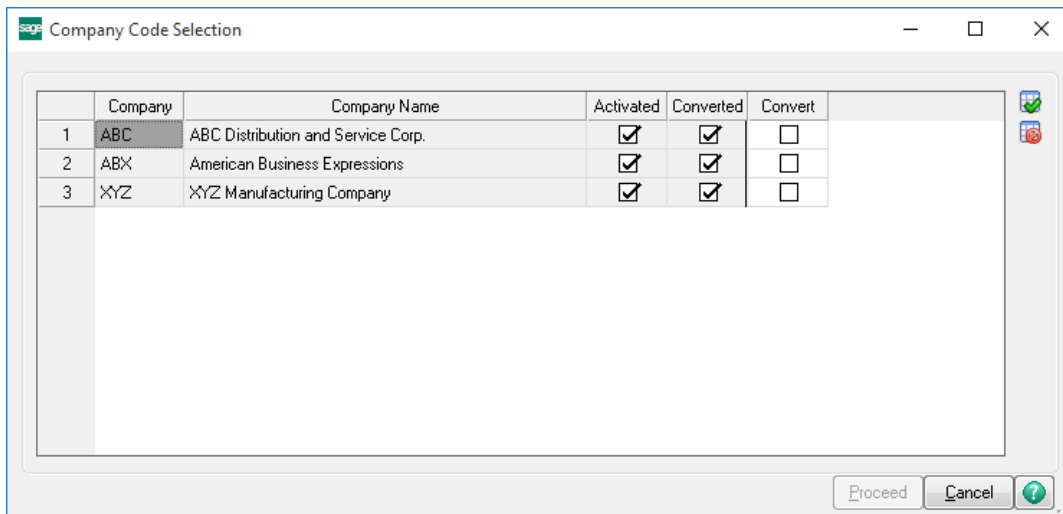 sage Company Code Selection
Company Company Name Activated Converted Convert
1 ABC ABC Distribution and Service Corp.
2 ABX American Business Expressions
3 XYZ XYZ Manufacturing Company
Proceed Cancel ?